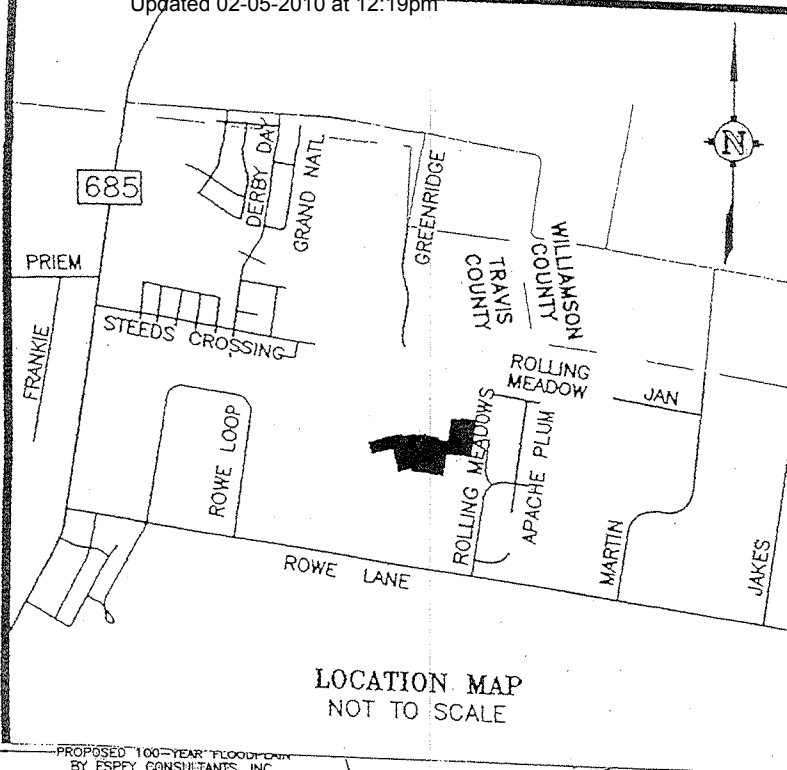 Updated 02-05-2010 at 12:19pm
N
685
DERBY DAY
GRAND NATL
GREENRIDGE
WILLIAMSON
COUNTY
TRAVIS
COUNTY
PRIEM
FRANKIE
STEEDS CROSSING
ROLLING
MEADOW
JAN
ROWE LOOP
ROLLING MEADOWS
APACHE PLUM
MARTIN
JAKES
ROWE LANE
LOCATION MAP
NOT TO SCALE
PROPOSED 100-YEAR FLOODPLAIN
BY ESPEY CONSULTANTS, INC